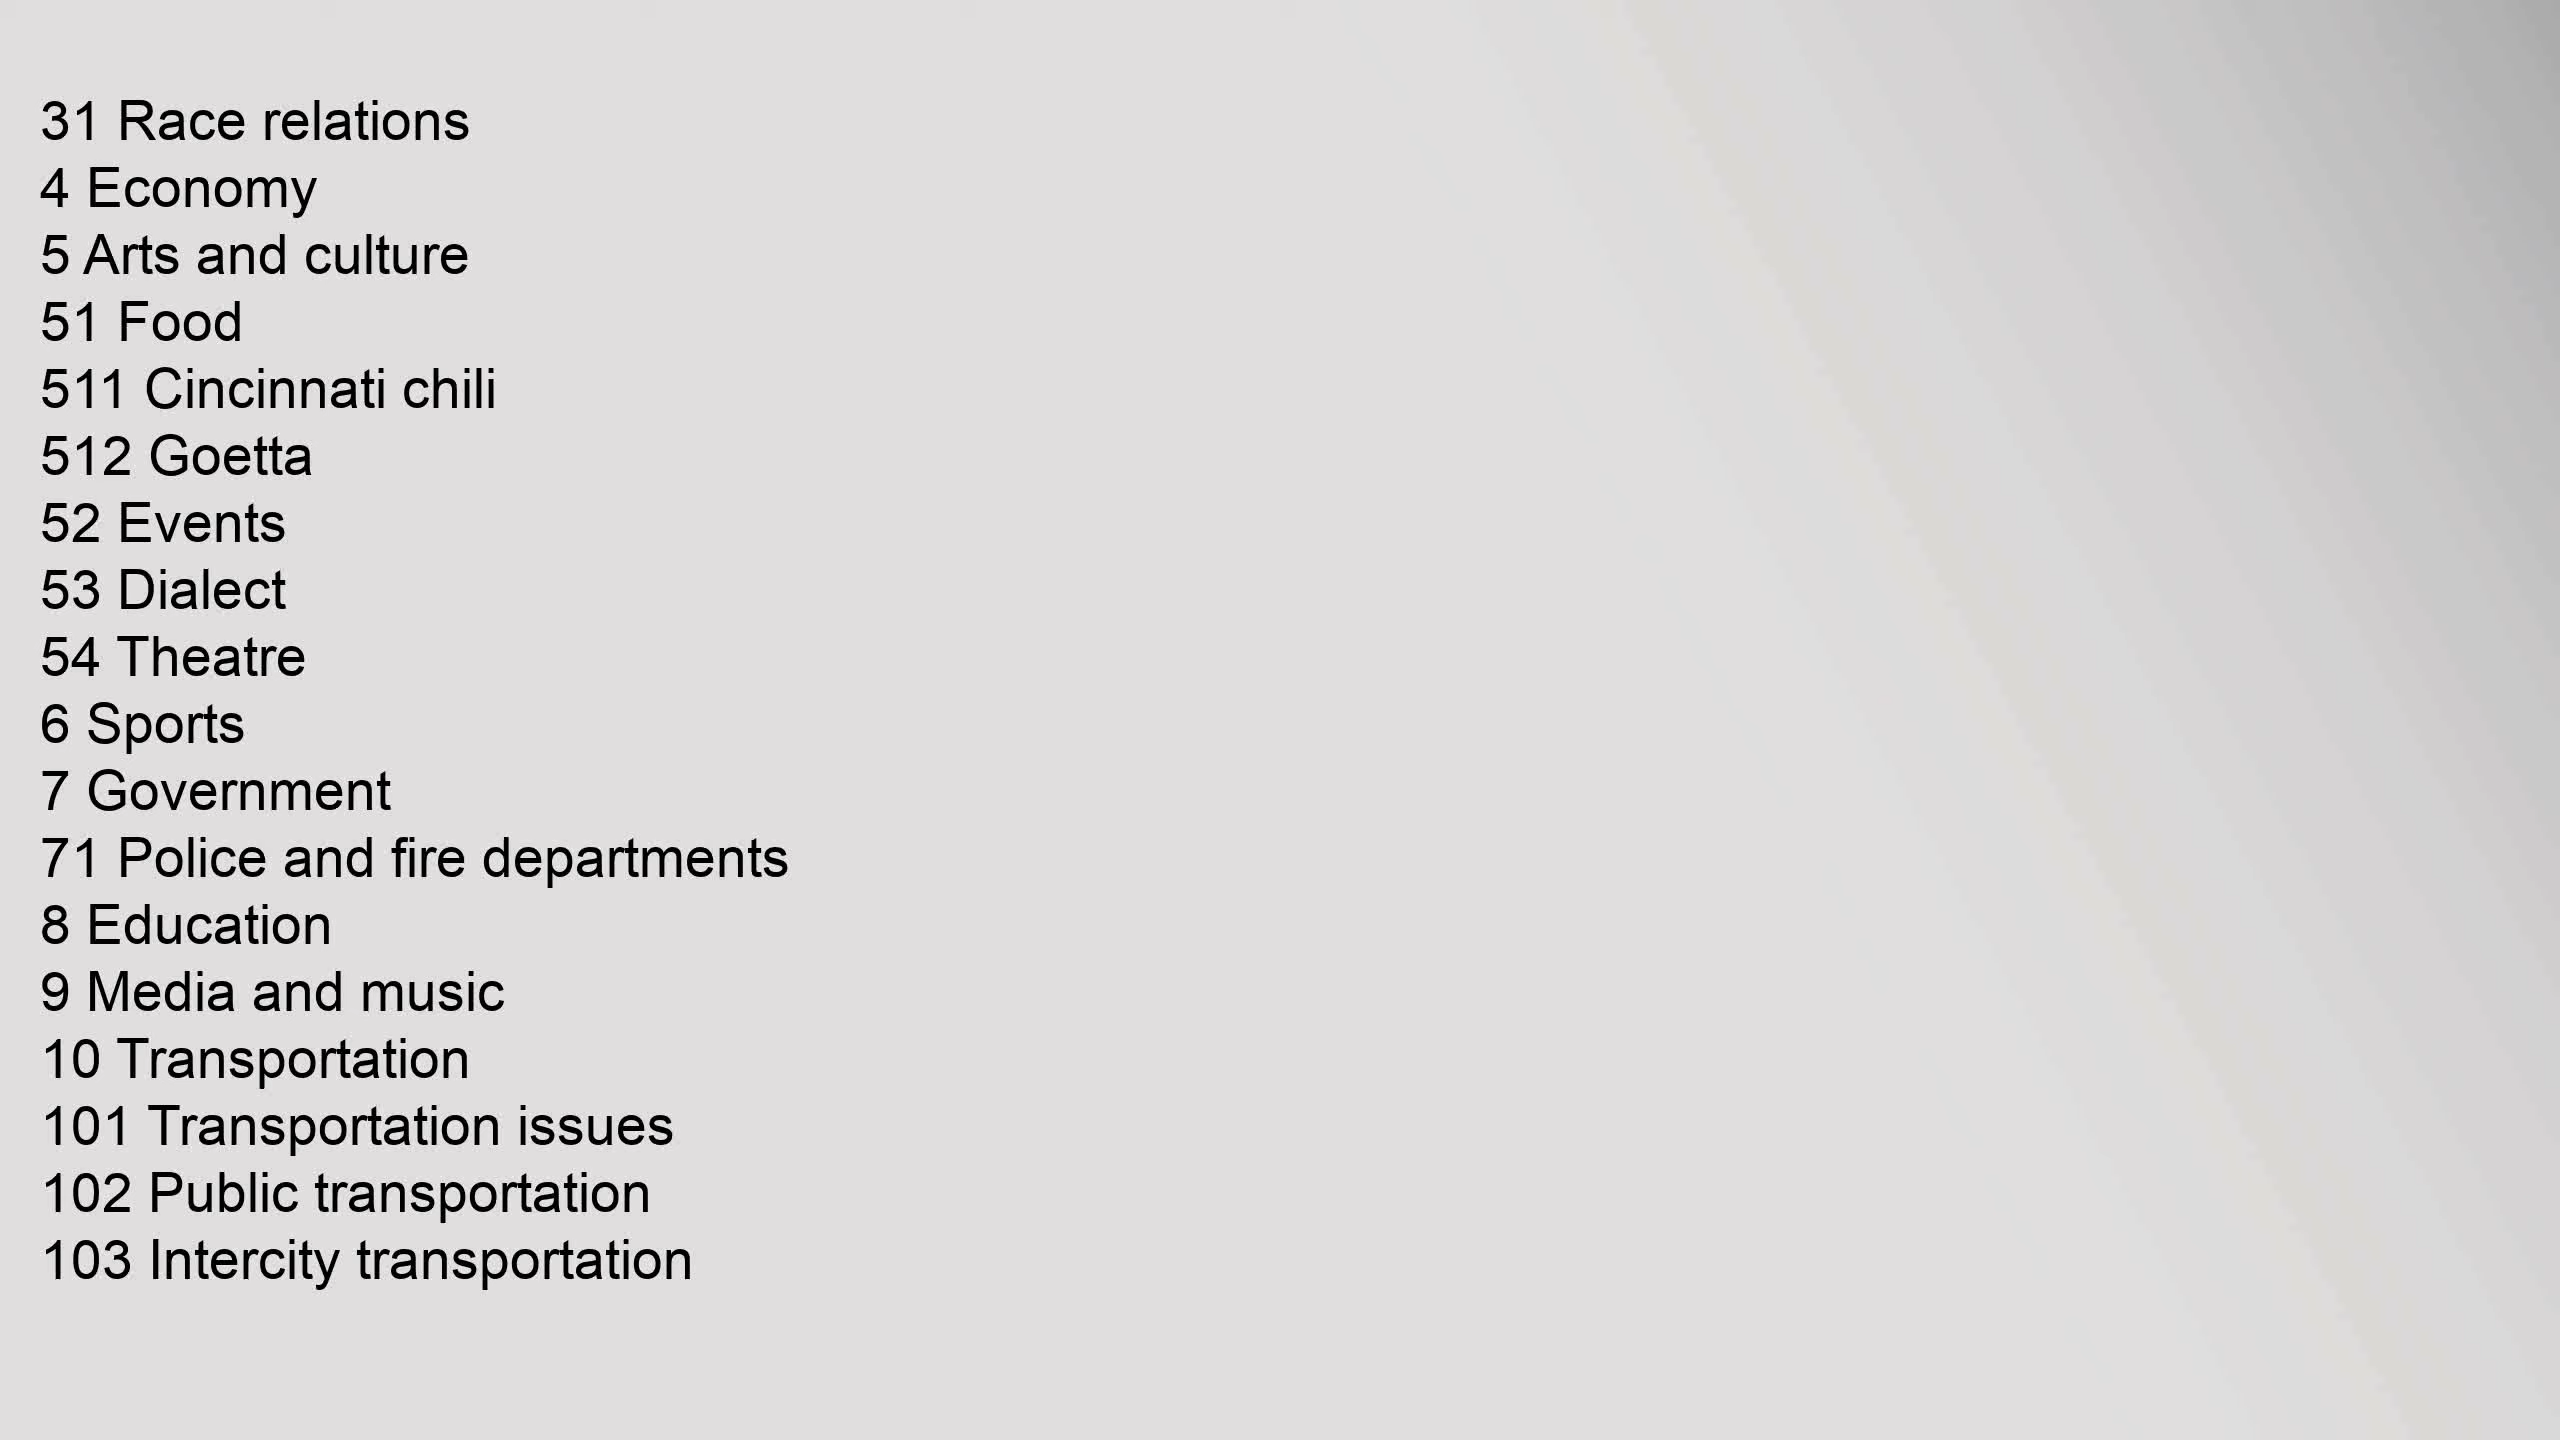 31 Race relations
4 Economy
5 Arts and culture
51 Food
511 Cincinnati chili
512 Goetta
52 Events
53 Dialect
54 Theatre
6 Sports
7 Government
71 Police and fire departments
8 Education
9 Media and music
10 Transportation
101 Transportation issues
102 Public transportation
103 Intercity transportation